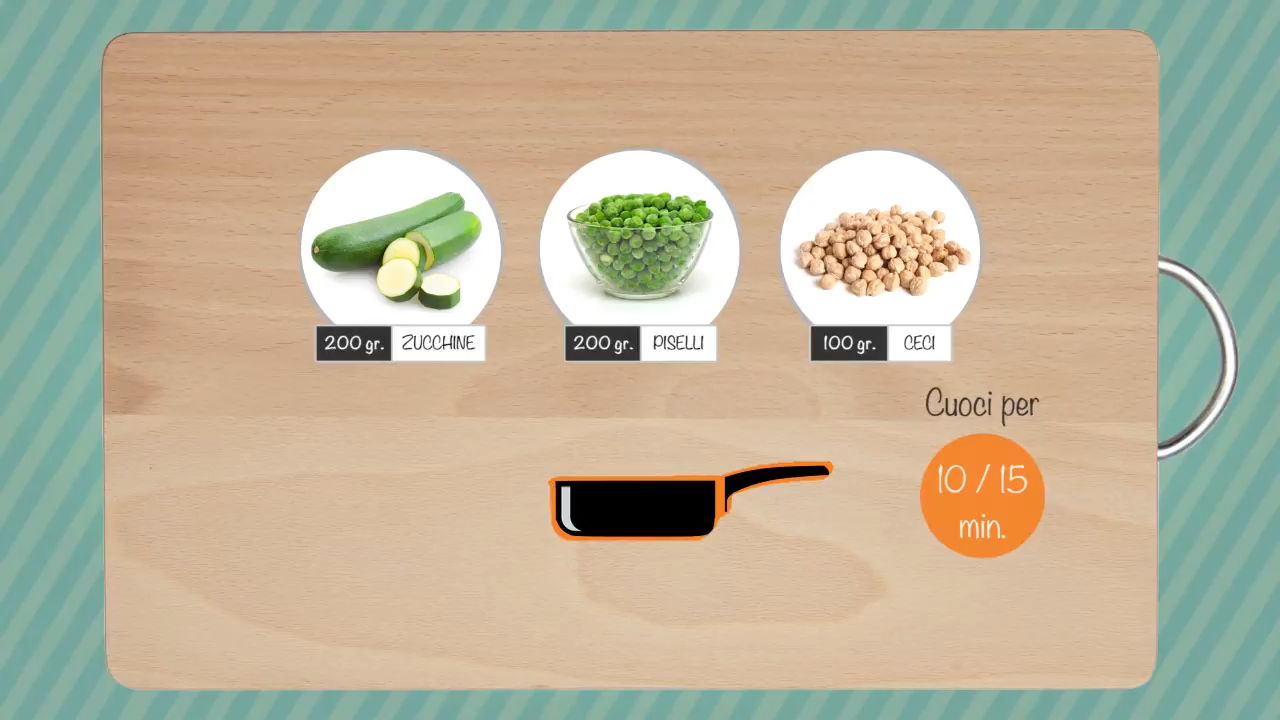 200 gr. ZUCCHINE
200 gr. PISELLI
100 gr. CECI
Cuoci per
10 / 15
min.